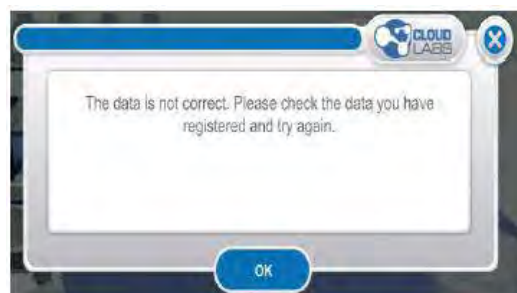 CLOUD
LABS
The data is not correct. Please check the data you have
registered and try again.
OK